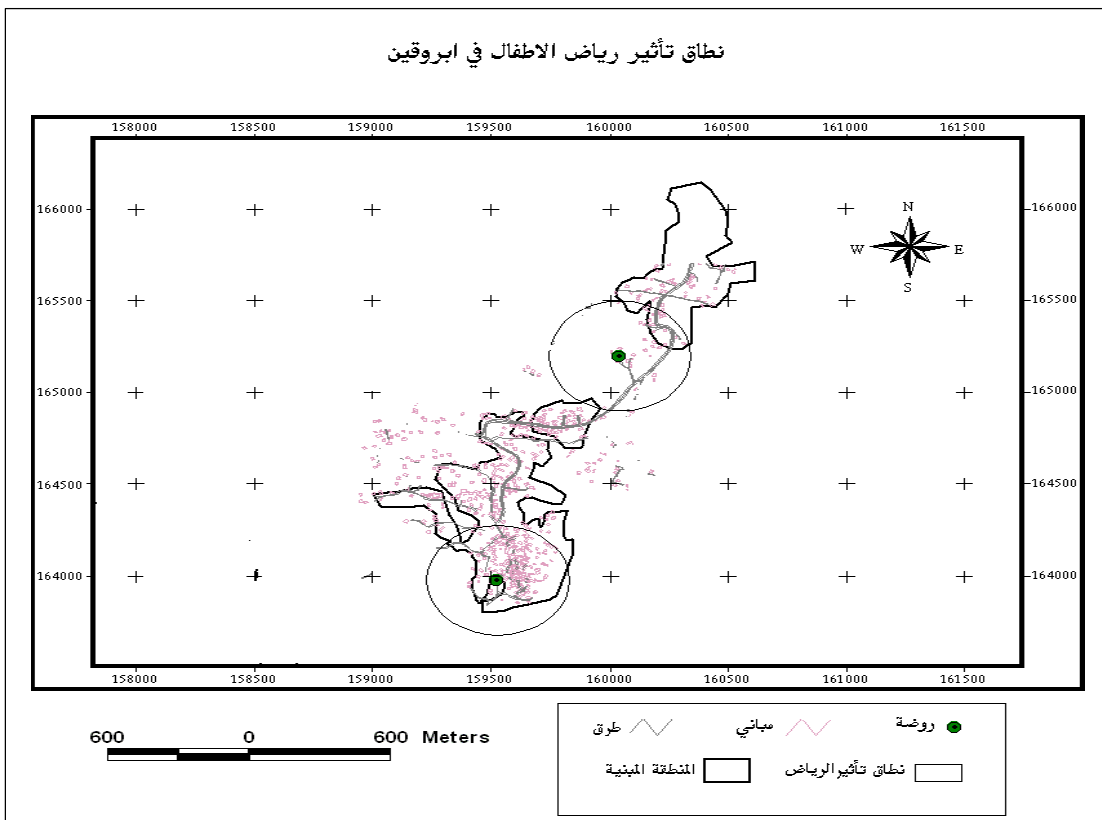 نطاق تأثير رياض الاطفال في ابروقين
158000 158500 159000 159500 160000 160500 161000 161500
166000 166000
165500 165500
165000 165000
164500 164500
164000 164000
158000 158500 159000 159500 160000 160500 161000 161500
N
W E
S
600 0 600 Meters
روضة مباني طرق
نطاق تأثيرالرياض المنطقة المبنية